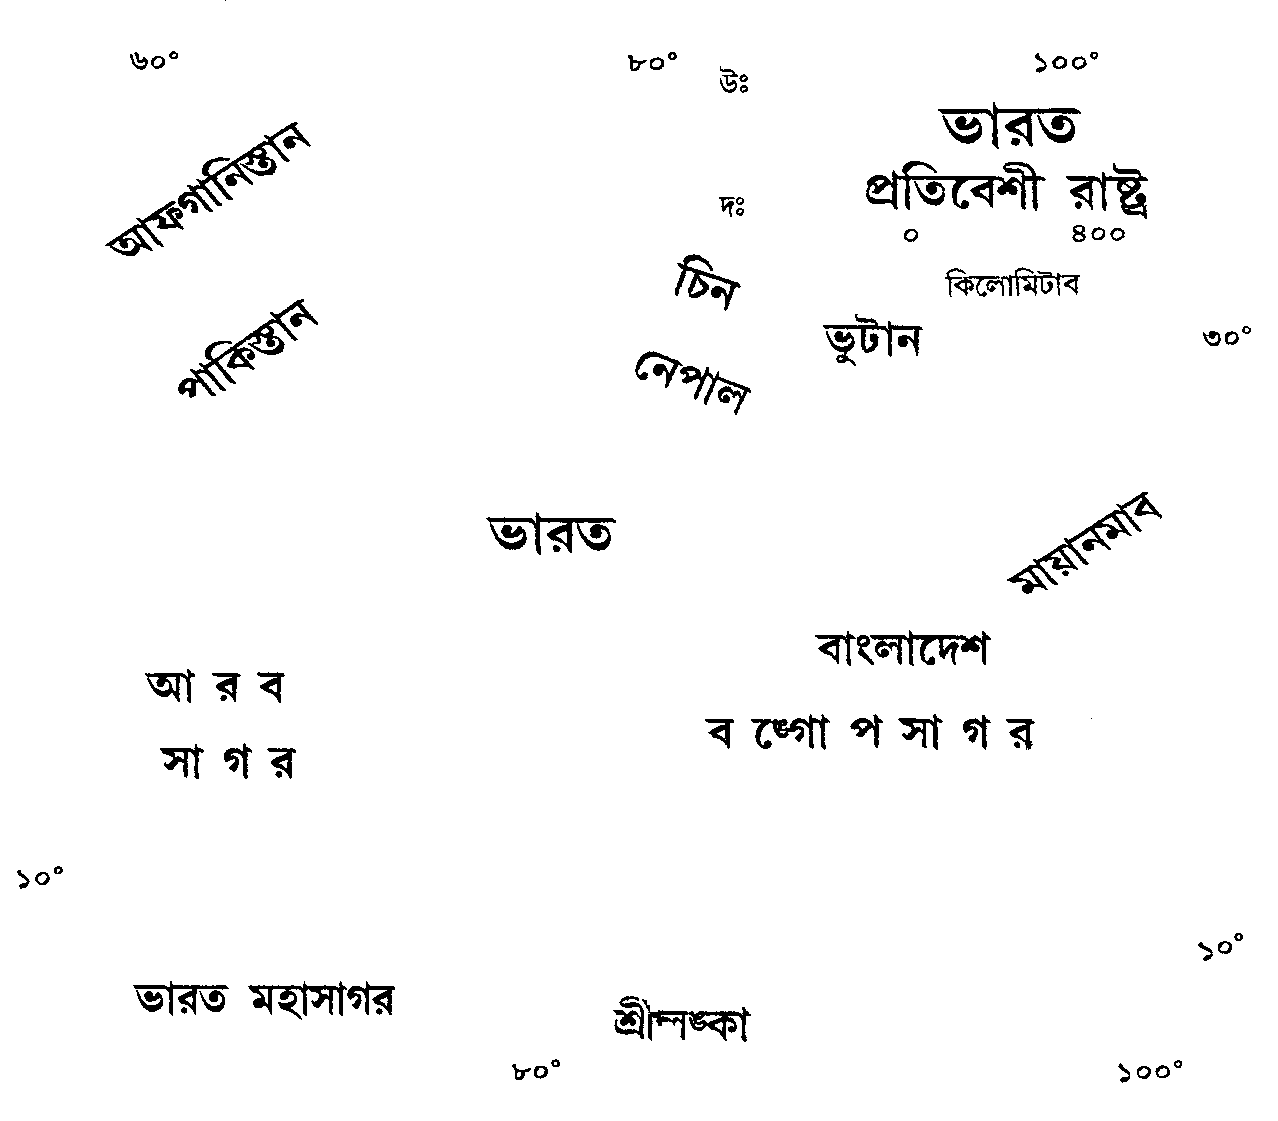 ৬০°
৮০°
১০০°
উঃ
ভারত
আফগানিস্তান
প্রতিবেশী রাষ্ট্র
দঃ
০ ৪০০
চিন
কিলোমিটাব
পাকিস্তান
ভুটান
৩০°
নেপাল
ভারত
মায়ানমাব
বাংলাদেশ
আ র ব
ব ঙ্গো প সা গ র
সা গ র
১০°
১০°
ভারত মহাসাগর
শ্রীলঙ্কা
৮০°
১০০°